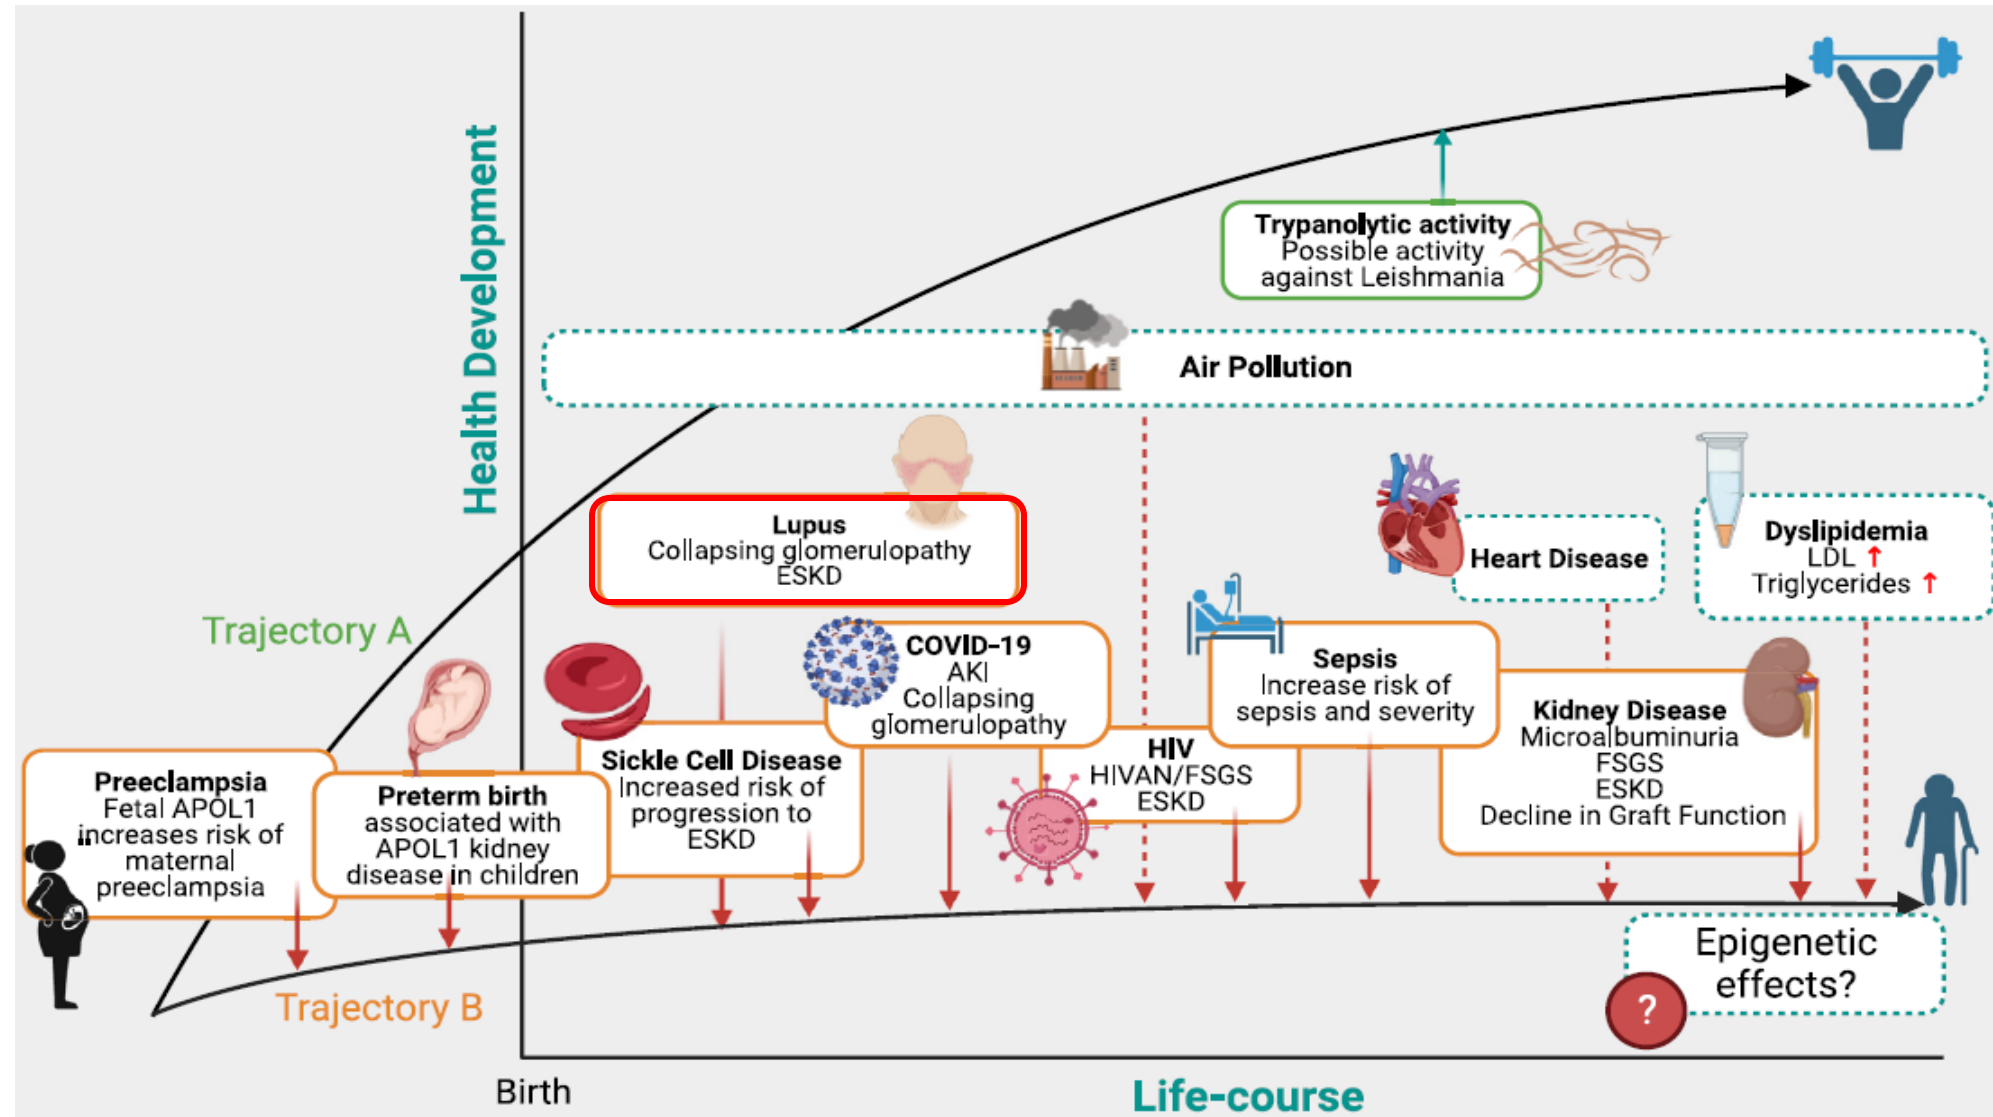 Health Development
Trypanolytic activity
Possible activity
against Leishmania
Air Pollution
Lupus
Collapsing glomerulopathy
ESKD
Heart Disease
Dyslipidemia
LDL ↑
Triglycerides ↑
Trajectory A
COVID-19
AKI
Collapsing
glomerulopathy
Sepsis
Increase risk of
sepsis and severity
Kidney Disease
Microalbuminuria
FSGS
ESKD
Decline in Graft Function
HIV
HIVAN/FSGS
ESKD
Sickle Cell Disease
Increased risk of
progression to
ESKD
Preeclampsia
Fetal APOL1
increases risk of
maternal
preeclampsia
Preterm birth
associated with
APOL1 kidney
disease in children
Trajectory B
Epigenetic
effects?
?
Birth
Life-course